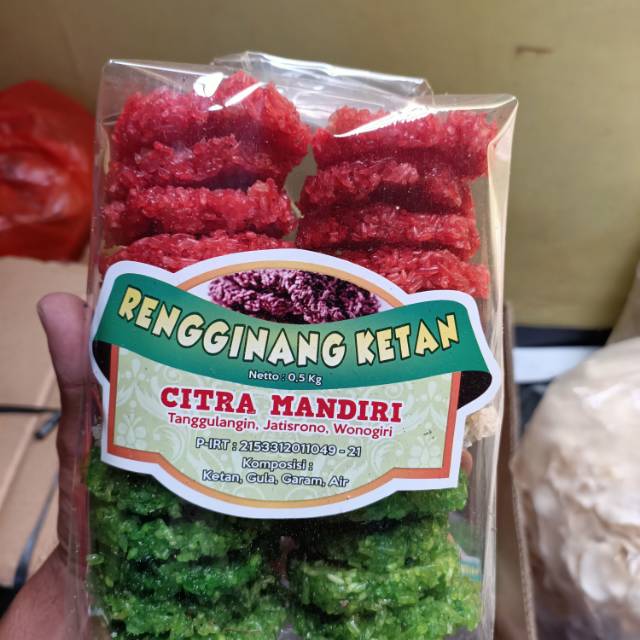 RENGGINANG KETAN
Netto : 0,5 Kg
CITRA MANDIRI
Tanggulangin, Jatisrono, Wonogiri
P-IRT : 2153312011049 - 21
Komposisi :
Ketan, Gula, Garam, Air